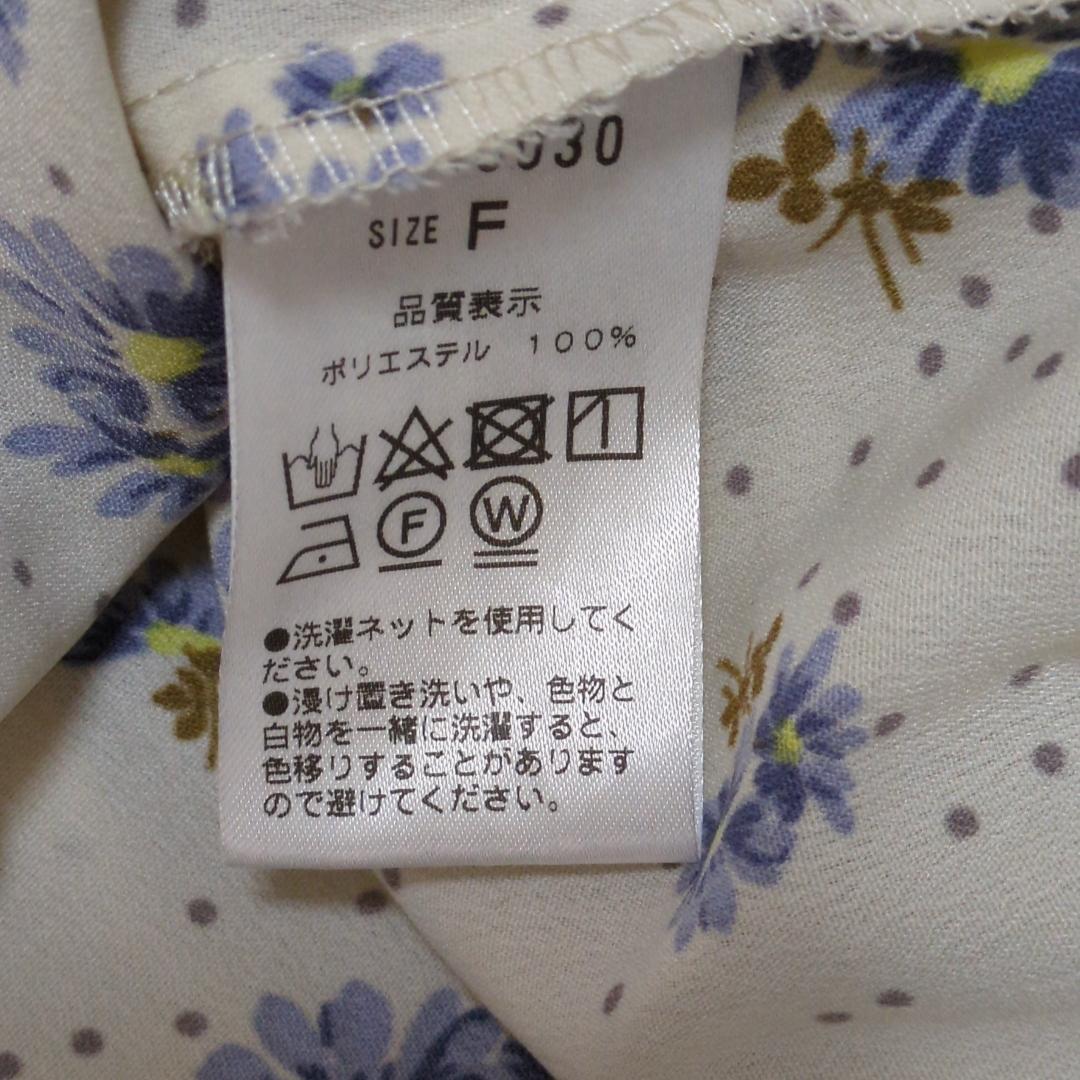 SIZE F
品質表示
ポリエステル 100%
F W
●洗濯ネットを使用してく
ださい。
●浸け置き洗いや、色物と
白物を一緒に洗濯すると、
色移りすることがあります
ので避けてください。